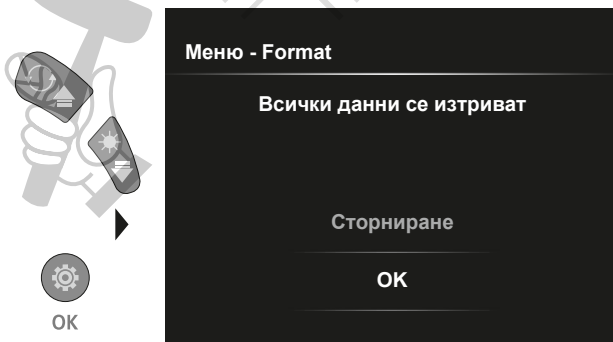 Меню - Format
Всички данни се изтриват
Сторниране
OK
OK